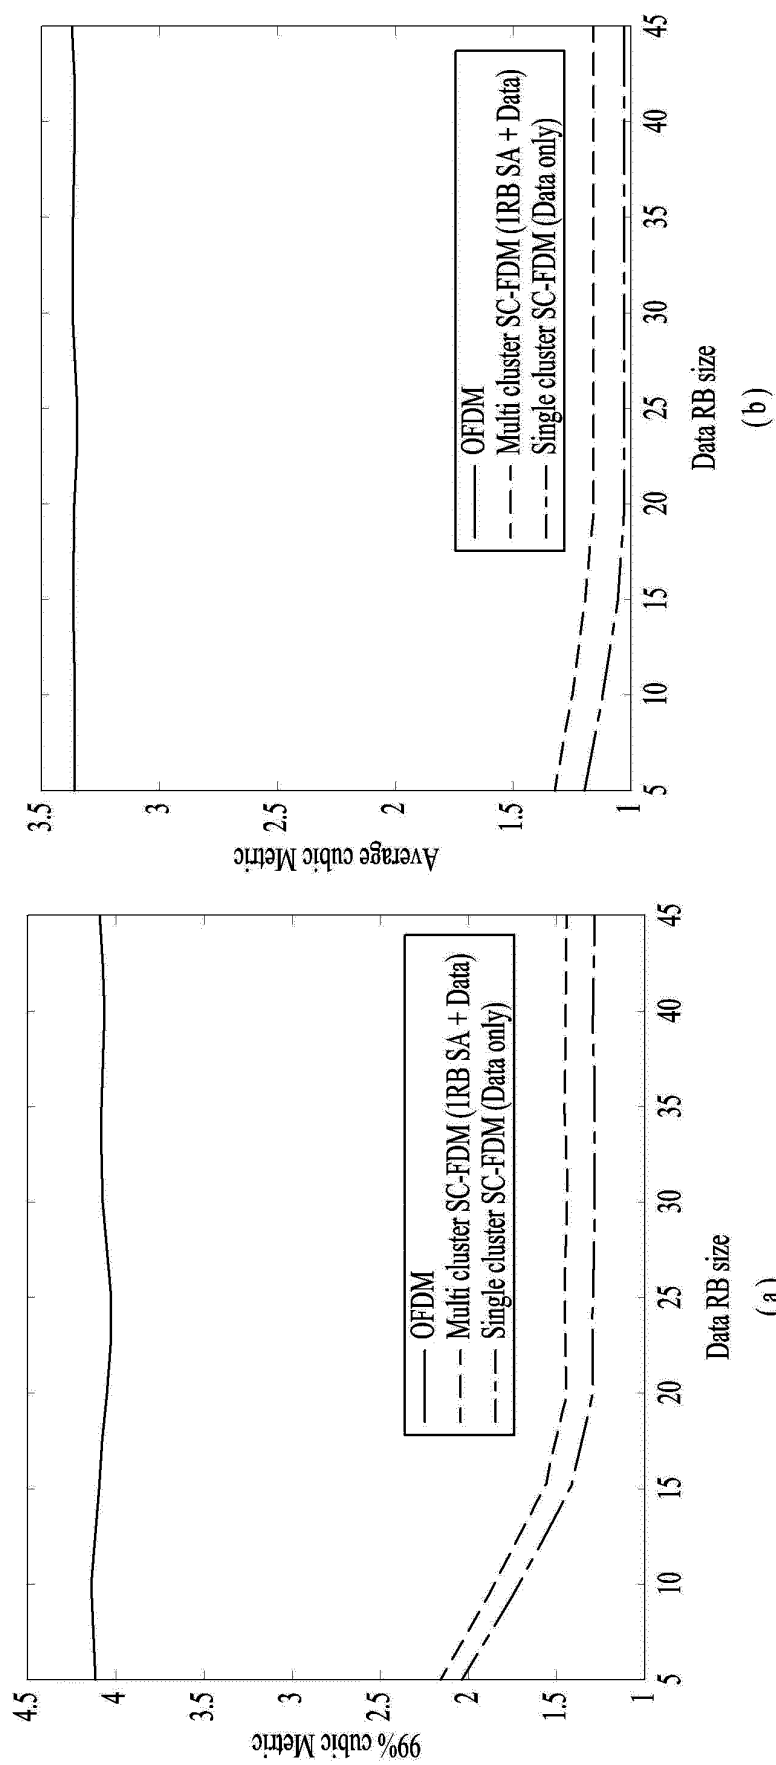 4.5
4
3.5
3
2.5
2
1.5
1
99% cubic Metric
OFDM
Multi cluster SC-FDM (1RB SA + Data)
Single cluster SC-FDM (Data only)
5 10 15 20 25 30 35 40 45
Data RB size
( a )
3.5
3
2.5
2
1.5
1
Average cubic Metric
OFDM
Multi cluster SC-FDM (1RB SA + Data)
Single cluster SC-FDM (Data only)
5 10 15 20 25 30 35 40 45
Data RB size
( b )